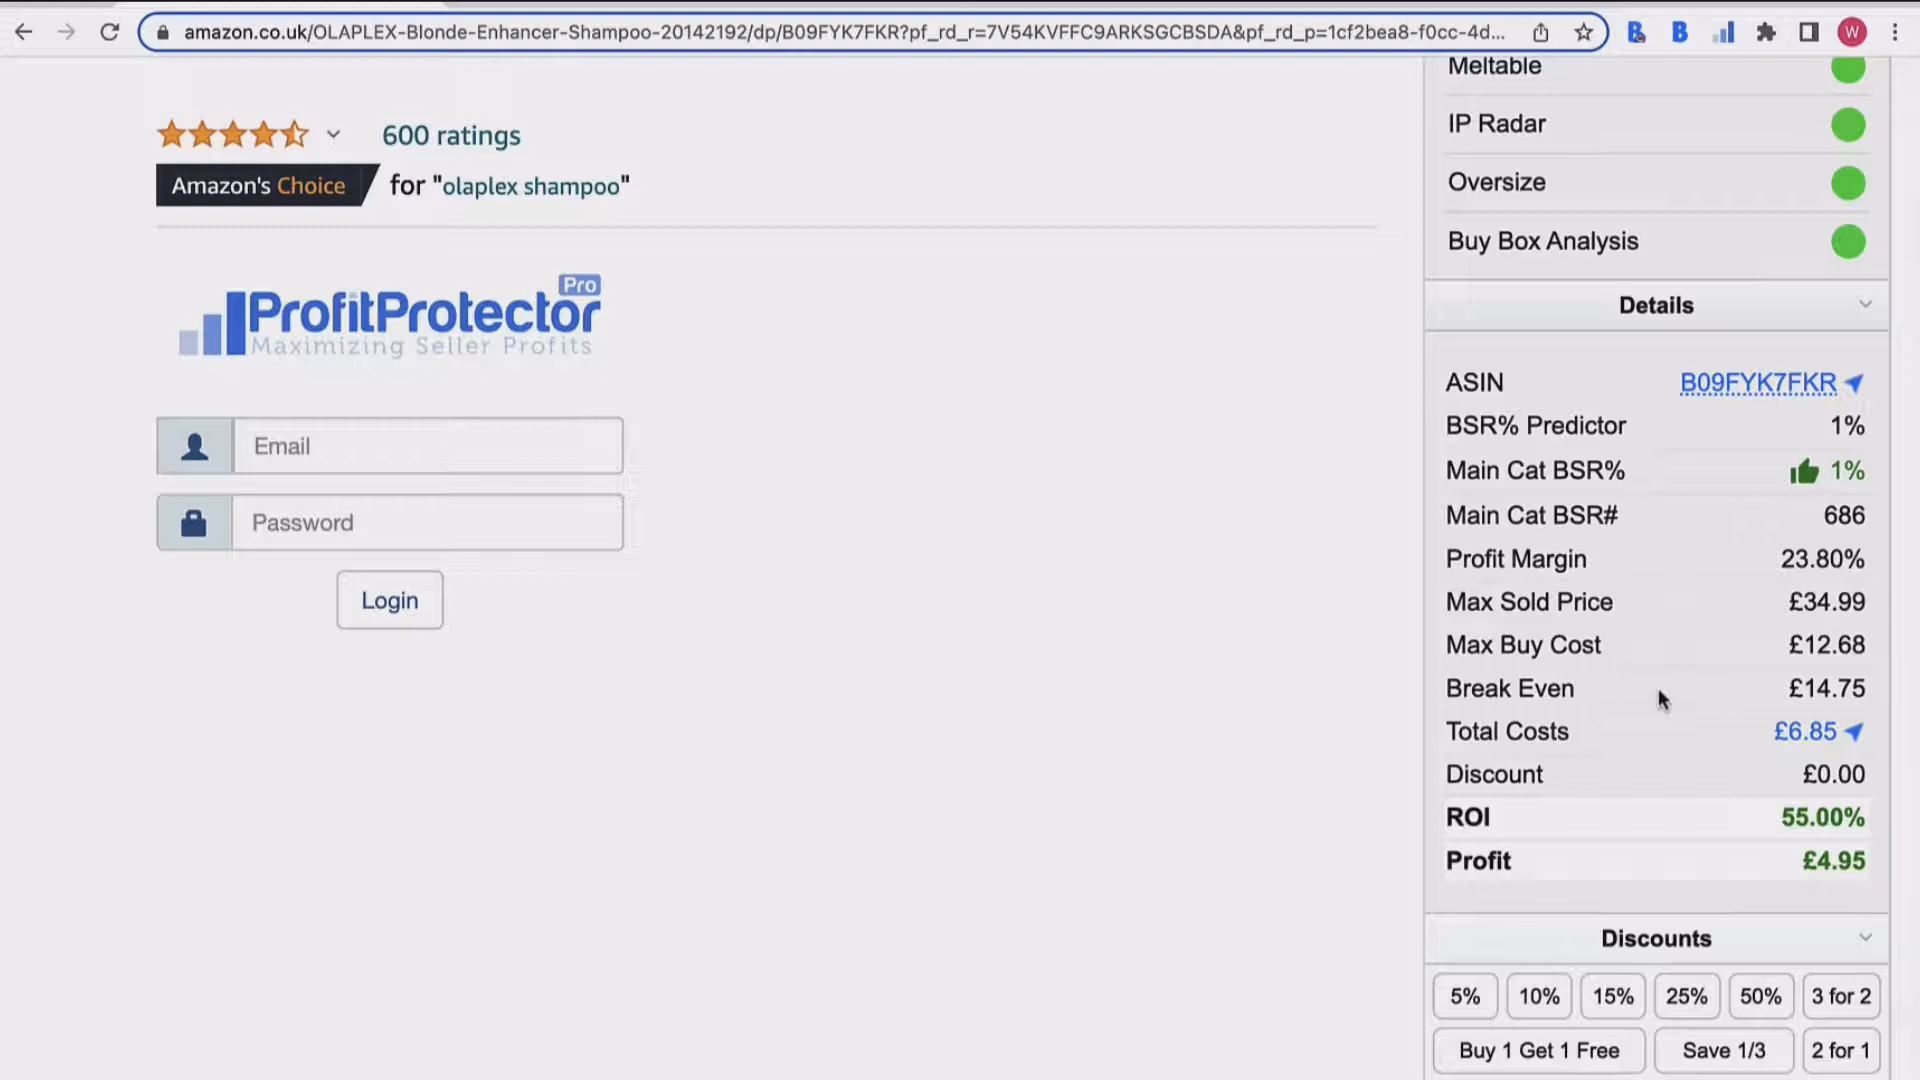 amazon.co.uk/OLAPLEX-Blonde-Enhancer-Shampoo-20142192/dp/B09FYK7FKR?pf_rd_r=7V54KVFFC9ARKSGCBSDA&pf_rd_p=1cf2bea8-f0cc-4d...
B
B
W
600 ratings
Amazon's Choice for "olaplex shampoo"
ProfitProtector Pro
Maximizing Seller Profits
Email
Password
Login
Meltable
IP Radar
Oversize
Buy Box Analysis
Details
ASIN B09FYK7FKR
BSR% Predictor 1%
Main Cat BSR% 1%
Main Cat BSR# 686
Profit Margin 23.80%
Max Sold Price £34.99
Max Buy Cost £12.68
Break Even £14.75
Total Costs £6.85
Discount £0.00
ROI 55.00%
Profit £4.95
Discounts
5% 10% 15% 25% 50% 3 for 2
Buy 1 Get 1 Free Save 1/3 2 for 1